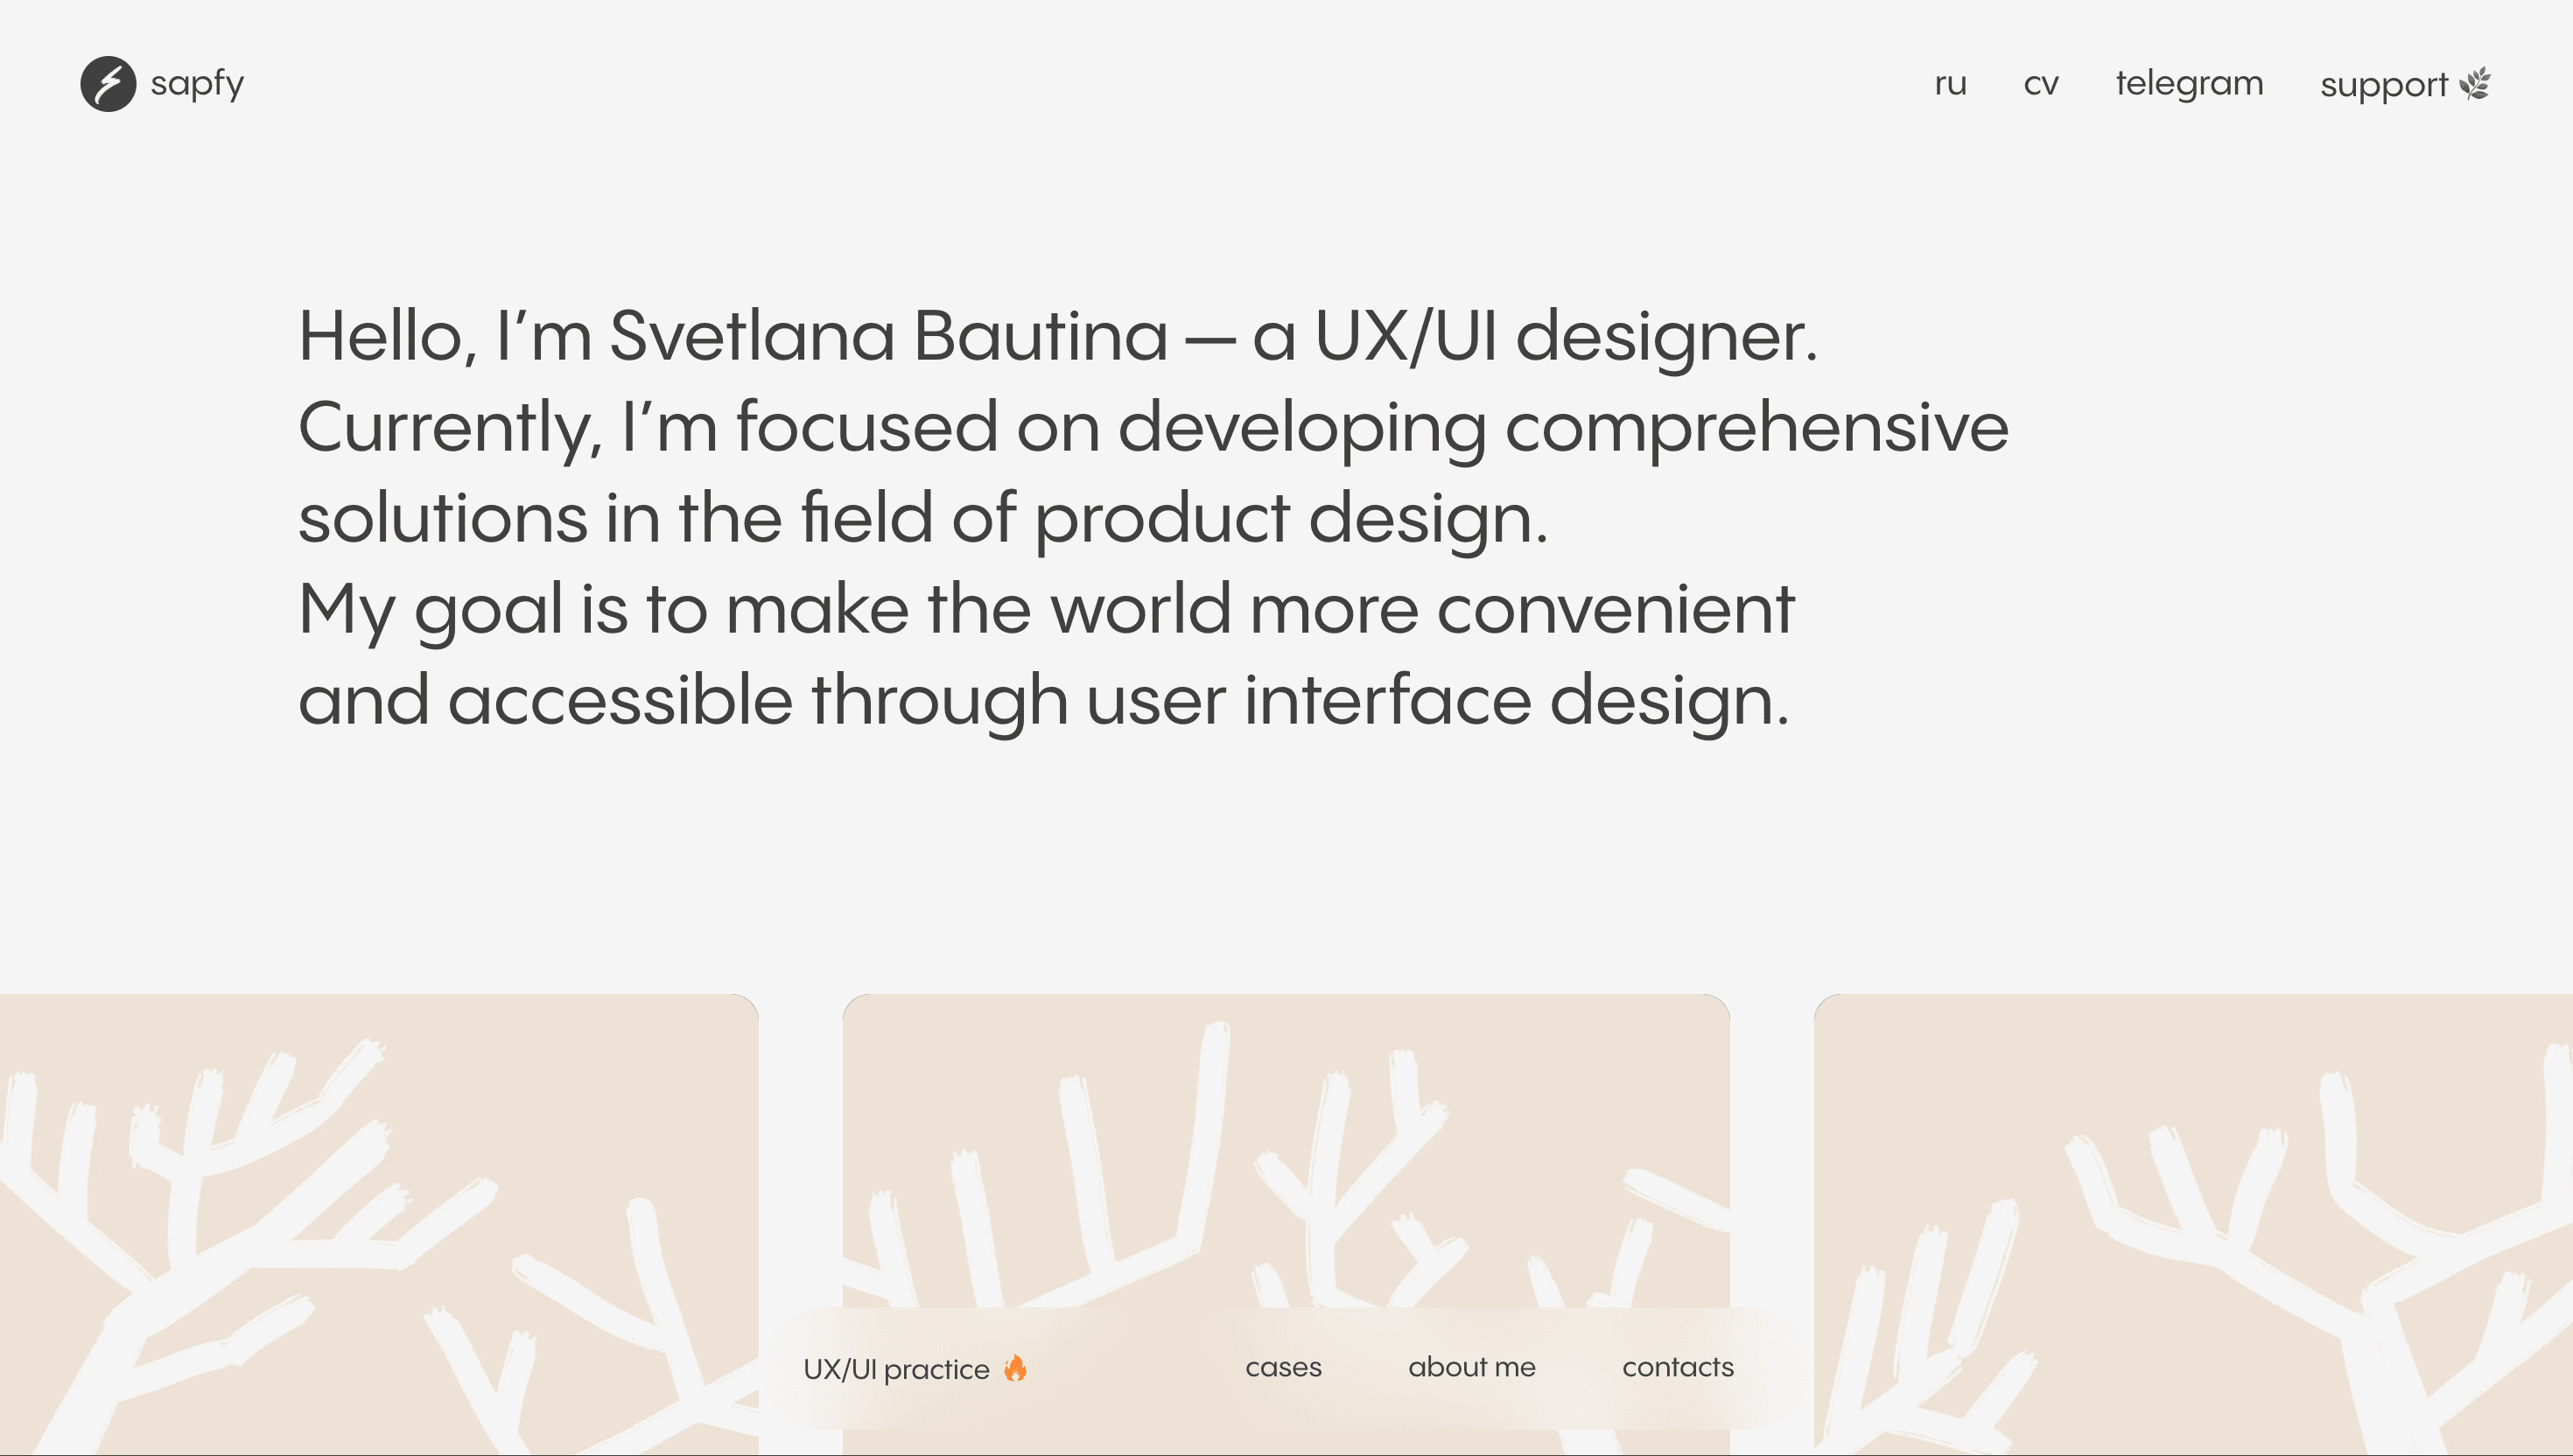 sapfy
ru cv telegram support
Hello, I’m Svetlana Bautina — a UX/UI designer.
Currently, I’m focused on developing comprehensive
solutions in the field of product design.
My goal is to make the world more convenient
and accessible through user interface design.
UX/UI practice 🔥 cases about me contacts